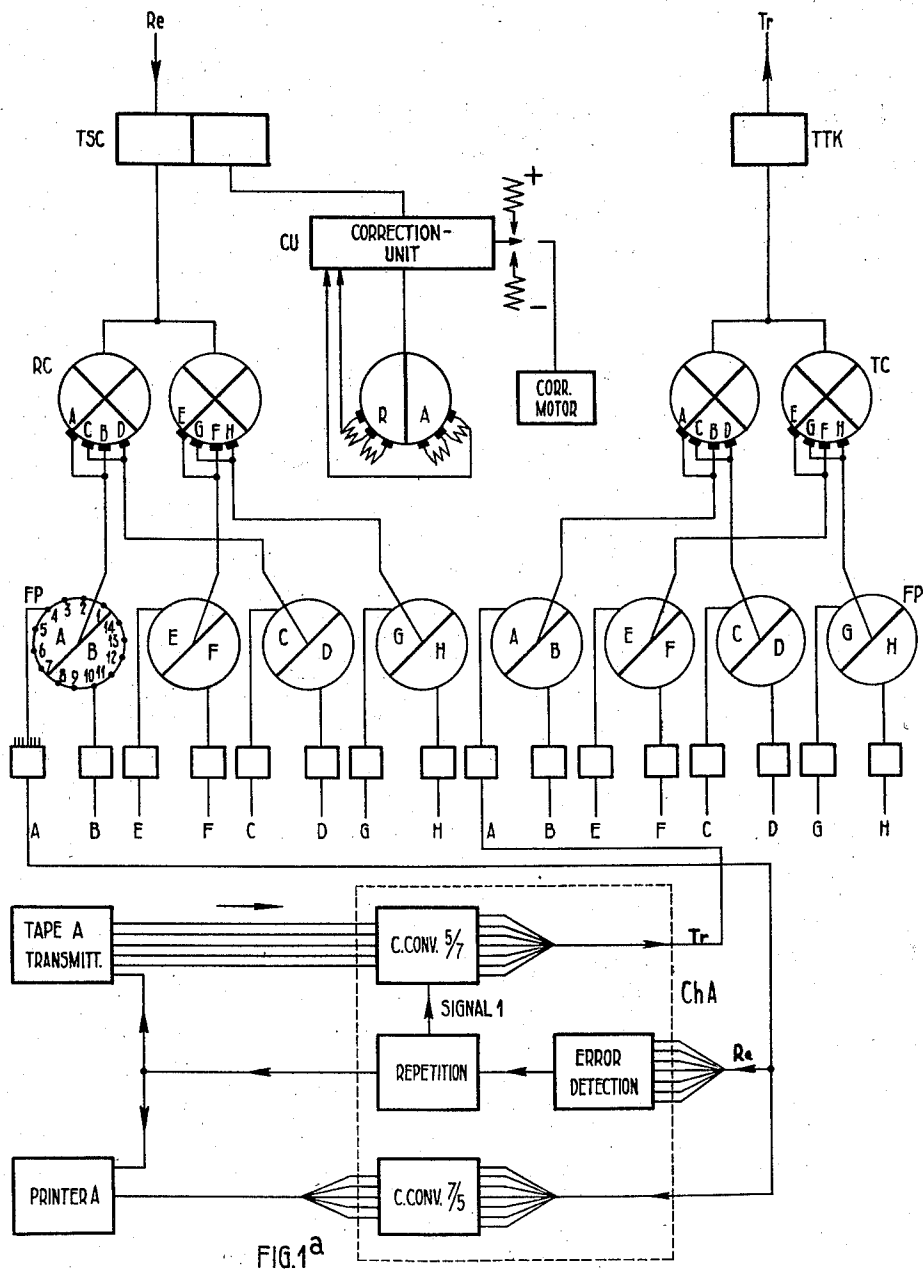 Re
Tr
TSC
TTK
+
CU
CORRECTION-
UNIT
-
CORR.
MOTOR
RC
TC
A
C
B
D
E
G
F
H
R
A
A
C
B
D
E
G
F
H
FP
1
2
3
4
5
6
7
8
9
10
11
12
13
14
A
B
E
F
C
D
G
H
A
B
E
F
C
D
G
H
FP
A
B
E
F
C
D
G
H
A
B
E
F
C
D
G
H
TAPE A
TRANSMITT.
C.CONV. 5/7
Tr
Ch A
SIGNAL 1
REPETITION
ERROR
DETECTION
Re
PRINTER A
C.CONV. 7/5
FIG.1a